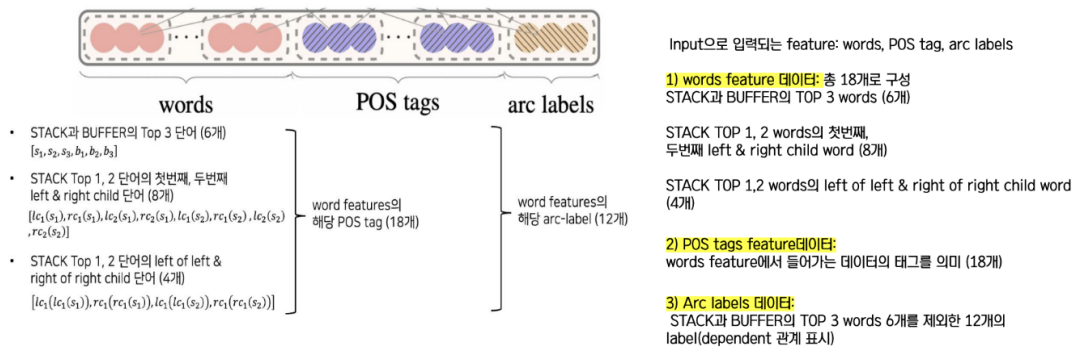 words
POS tags
arc labels
• STACK과 BUFFER의 Top 3 단어 (6개)
[s₁, s₂, s₃, b₁, b₂, b₃]
• STACK Top 1, 2 단어의 첫번째, 두번째
left & right child 단어 (8개)
[lc₁(s₁), rc₁(s₁), lc₂(s₁), rc₂(s₁), lc₁(s₂), rc₁(s₂), lc₂(s₂)
, rc₂(s₂)]
• STACK Top 1, 2 단어의 left of left &
right of right child 단어 (4개)
[lc₁(lc₁(s₁)), rc₁(rc₁(s₁)), lc₁(lc₁(s₂)), rc₁(rc₁(s₂))]
word features의
해당 POS tag (18개)
word features의
해당 arc-label (12개)
Input으로 입력되는 feature: words, POS tag, arc labels
1) words feature 데이터: 총 18개로 구성
STACK과 BUFFER의 TOP 3 words (6개)
STACK TOP 1, 2 words의 첫번째,
두번째 left & right child word (8개)
STACK TOP 1,2 words의 left of left & right of right child word
(4개)
2) POS tags feature데이터:
words feature에서 들어가는 데이터의 태그를 의미 (18개)
3) Arc labels 데이터:
STACK과 BUFFER의 TOP 3 words 6개를 제외한 12개의
label(dependent 관계 표시)